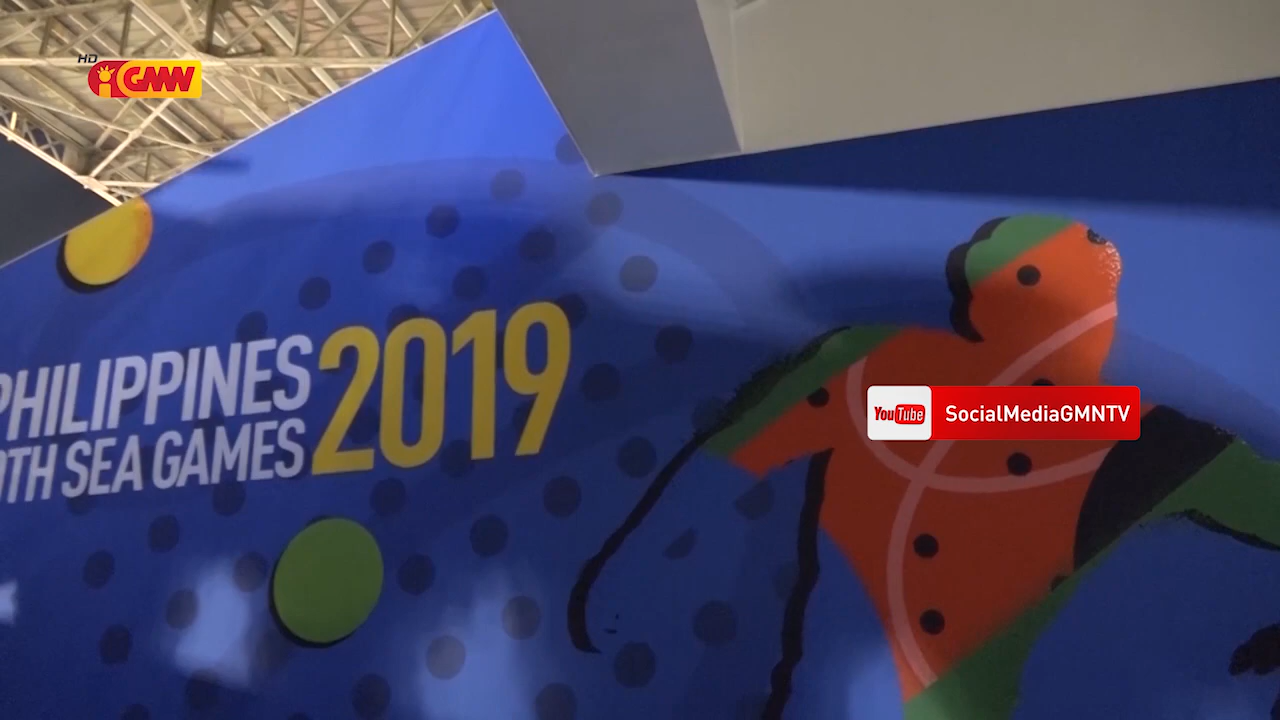 HD
GMN
PHILIPPINES
2019
0TH SEA GAMES
YouTube SocialMediaGMNTV